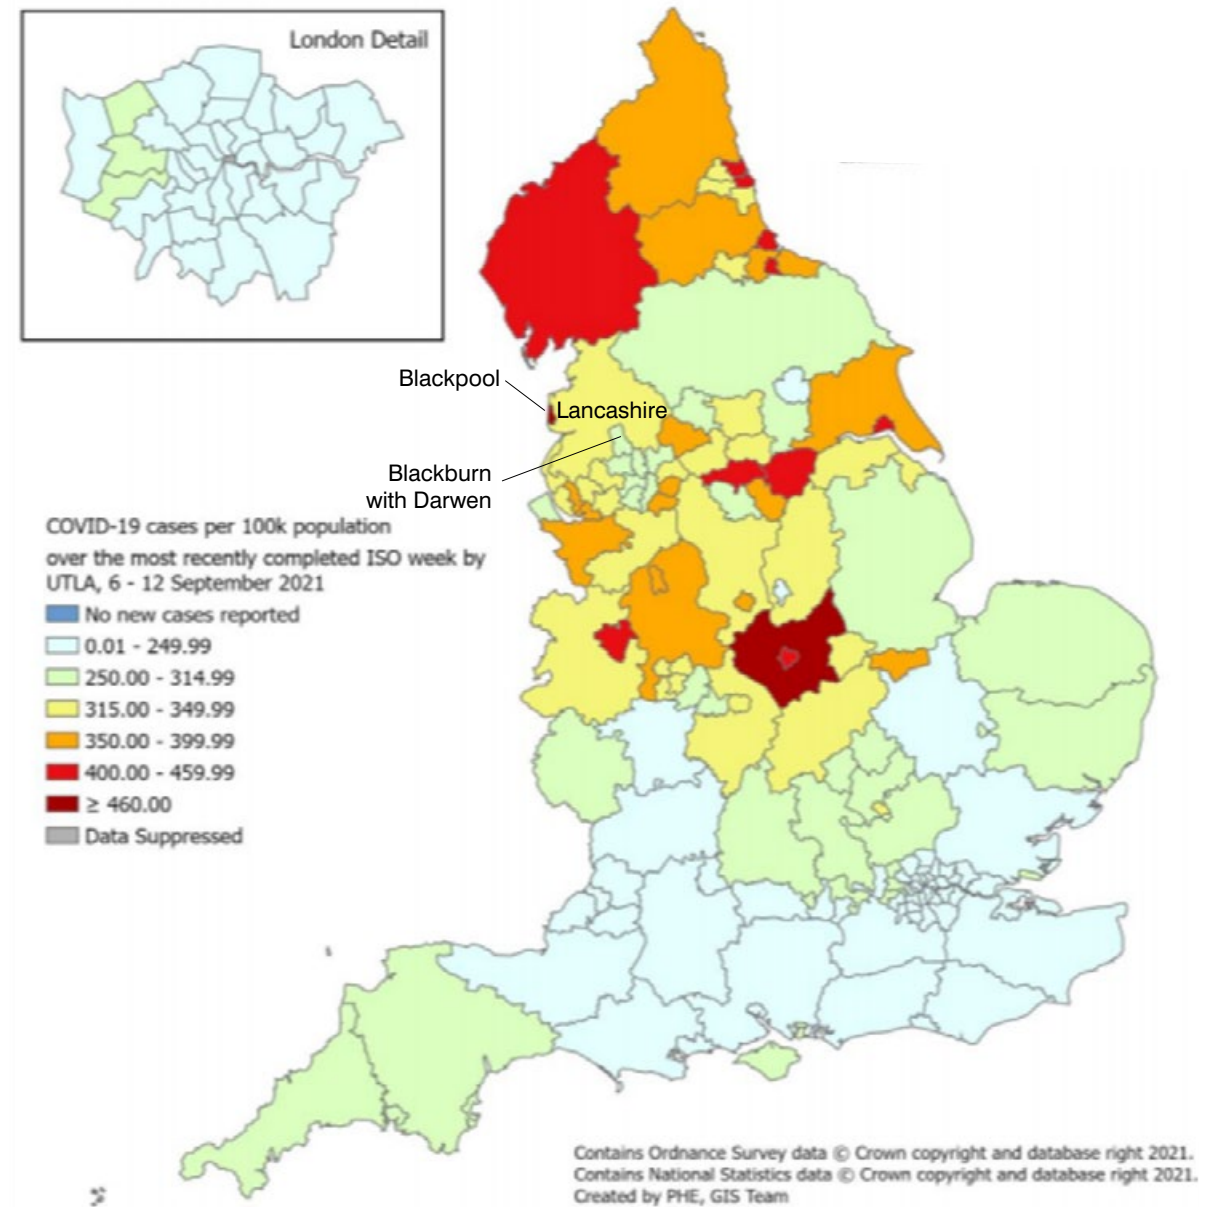 London Detail
Blackpool
Lancashire
Blackburn
with Darwen
COVID-19 cases per 100k population
over the most recently completed ISO week by
UTLA, 6 - 12 September 2021
No new cases reported
0.01 - 249.99
250.00 - 314.99
315.00 - 349.99
350.00 - 399.99
400.00 - 459.99
≥ 460.00
Data Suppressed
Contains Ordnance Survey data © Crown copyright and database right 2021.
Contains National Statistics data © Crown copyright and database right 2021.
Created by PHE, GIS Team